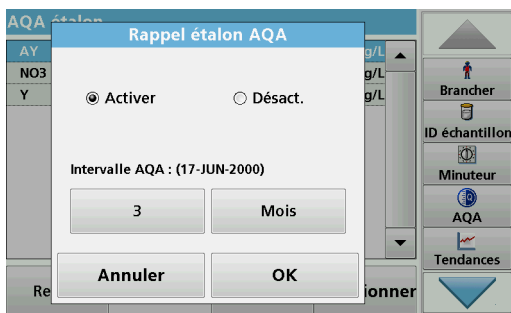 AQA étalon
Rappel étalon AQA
AY g/L
NO3 g/L
Y g/L
Activer
Désact.
Intervalle AQA : (17-JUN-2000)
3
Mois
Annuler
OK
Re
ionner
Brancher
ID échantillon
Minuteur
AQA
Tendances